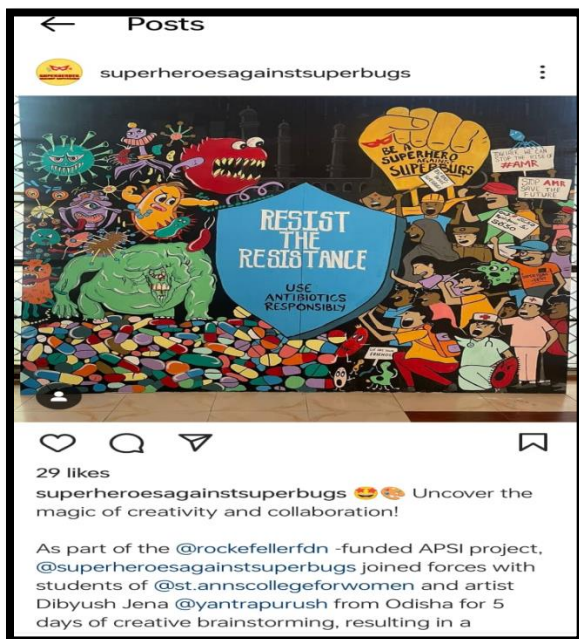 Posts
superheroesagainstsuperbugs
BE A
SUPERHERO
AGAINST
SUPERBUGS
#AMR
STOP AMR
SAVE THE
FUTURE
RESIST
THE
RESISTANCE
USE
ANTIBIOTICS
RESPONSIBLY
29 likes
superheroesagainstsuperbugs 🤩🎨 Uncover the
magic of creativity and collaboration!
As part of the @rockefellerfdn -funded APSI project,
@superheroesagainstsuperbugs joined forces with
students of @st.annscollegeforwomen and artist
Dibyush Jena @yantrapurush from Odisha for 5
days of creative brainstorming, resulting in a